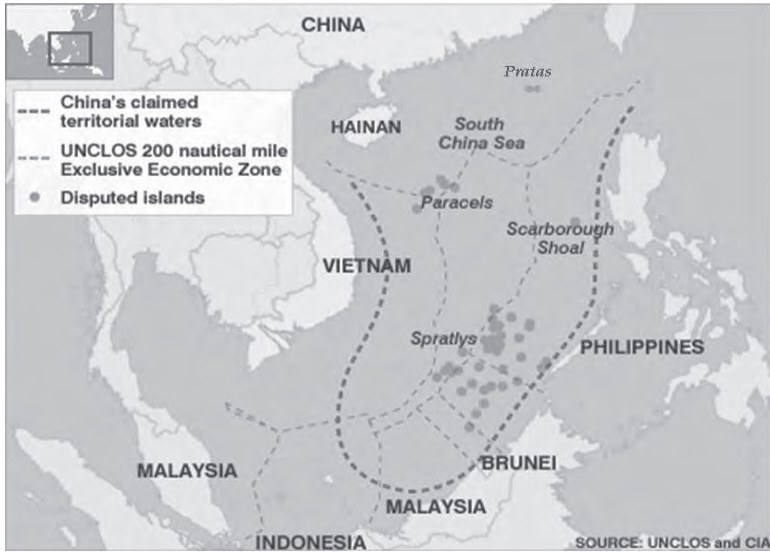 CHINA
Pratas
China's claimed
territorial waters
UNCLOS 200 nautical mile
Exclusive Economic Zone
Disputed islands
HAINAN
South
China Sea
Paracels
Scarborough
Shoal
VIETNAM
Spratlys
PHILIPPINES
MALAYSIA
BRUNEI
MALAYSIA
INDONESIA
SOURCE: UNCLOS and CIA